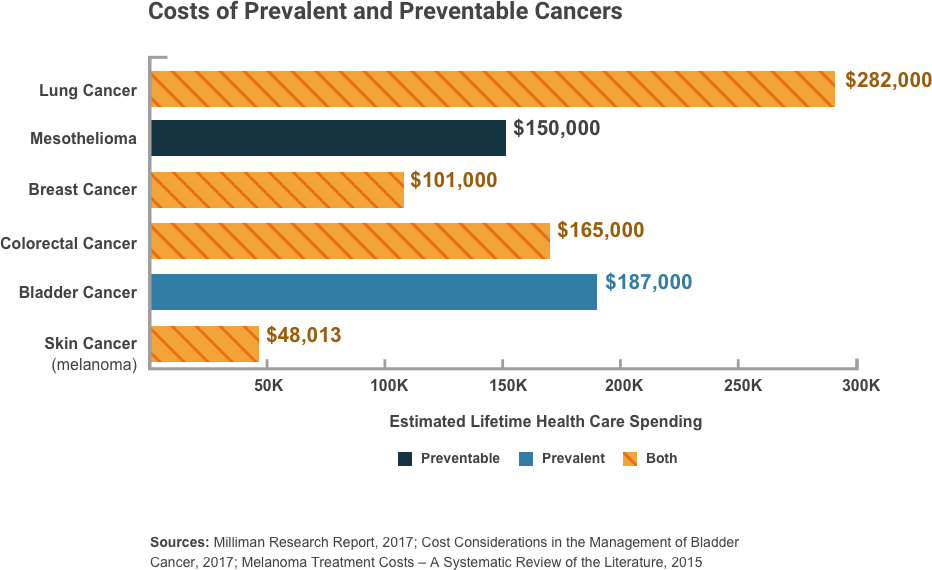 Costs of Prevalent and Preventable Cancers
Lung Cancer
$282,000
Mesothelioma
$150,000
Breast Cancer
$101,000
Colorectal Cancer
$165,000
Bladder Cancer
$187,000
Skin Cancer
(melanoma)
$48,013
50K 100K 150K 200K 250K 300K
Estimated Lifetime Health Care Spending
Preventable Prevalent Both
Sources: Milliman Research Report, 2017; Cost Considerations in the Management of Bladder
Cancer, 2017; Melanoma Treatment Costs – A Systematic Review of the Literature, 2015